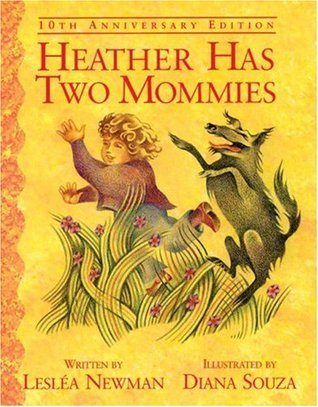 10TH ANNIVERSARY EDITION
HEATHER HAS
TWO MOMMIES
WRITTEN BY
LESLÉA NEWMAN
ILLUSTRATED BY
DIANA SOUZA